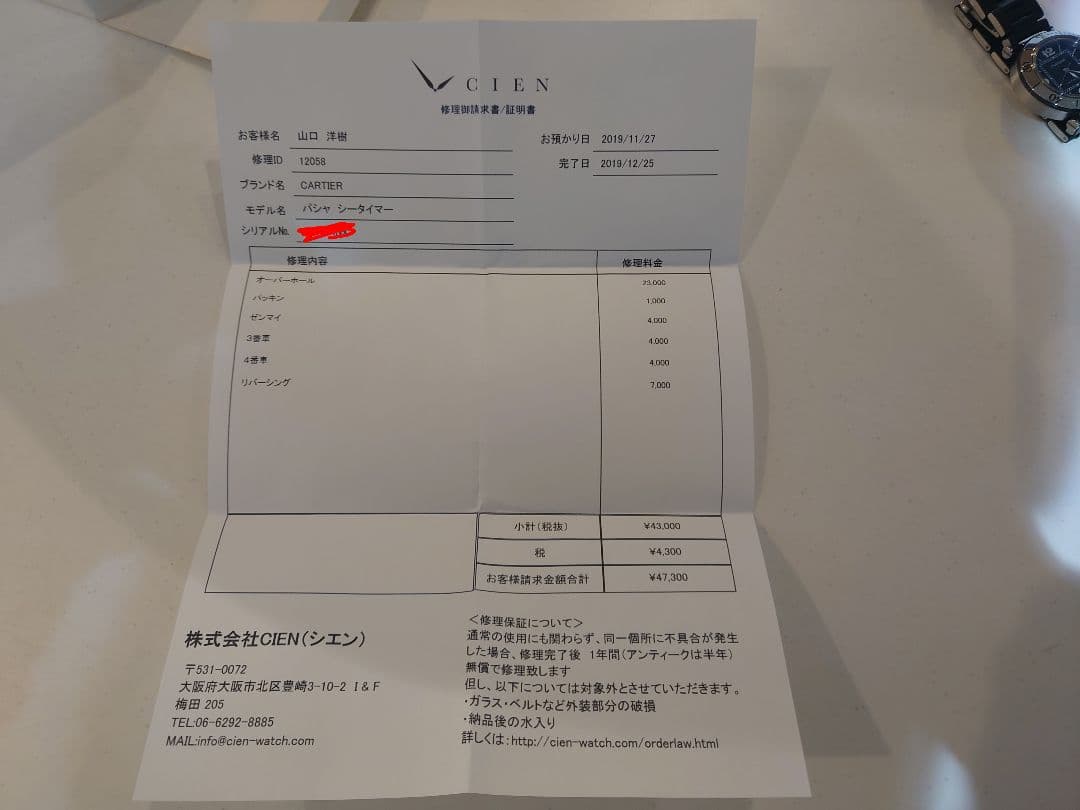 CIEN
修理御請求書/証明書
お客様名 山口 洋樹
お預かり日 2019/11/27
修理ID 12058
完了日 2019/12/25
ブランド名 CARTIER
モデル名 パシャ シータイマー
シリアル№.
修理内容 修理料金
オーバーホール 23,000
パッキン 1,000
ゼンマイ 4,000
3番車 4,000
4番車 4,000
リバーシング 7,000
小計(税抜) ¥43,000
税 ¥4,300
お客様請求金額合計 ¥47,300
株式会社CIEN(シエン)
〒531-0072
大阪府大阪市北区豊崎3-10-2 I&F
梅田 205
TEL:06-6292-8885
MAIL:info@cien-watch.com
<修理保証について>
通常の使用にも関わらず、同一個所に不具合が発生
した場合、修理完了後 1年間(アンティークは半年)
無償で修理致します
但し、以下については対象外とさせていただきます。
・ガラス・ベルトなど外装部分の破損
・納品後の水入り
詳しくは:http://cien-watch.com/orderlaw.html